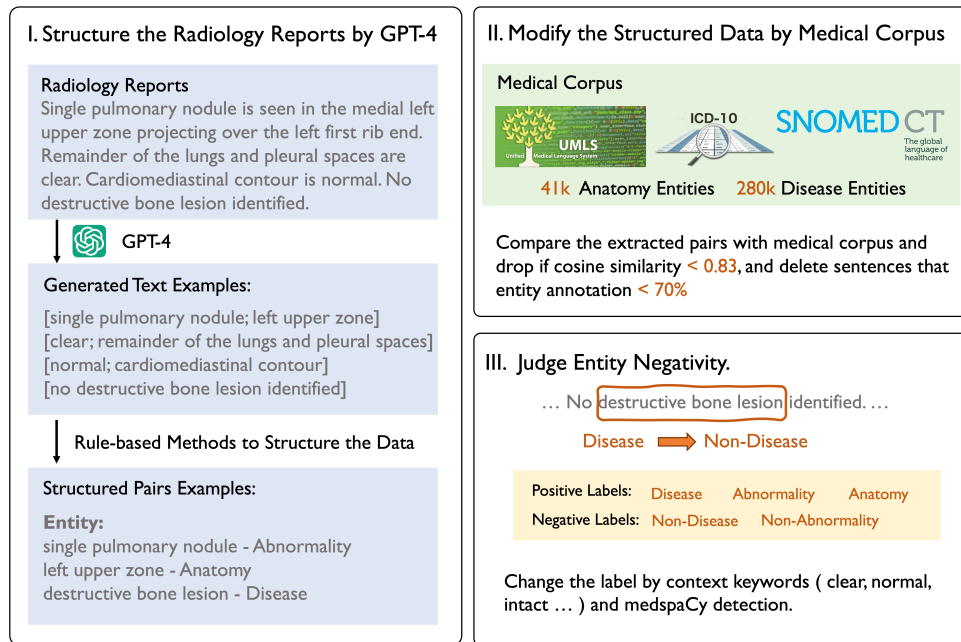 I. Structure the Radiology Reports by GPT-4
Radiology Reports
Single pulmonary nodule is seen in the medial left
upper zone projecting over the left first rib end.
Remainder of the lungs and pleural spaces are
clear. Cardiomediastinal contour is normal. No
destructive bone lesion identified.
GPT-4
Generated Text Examples:
[single pulmonary nodule; left upper zone]
[clear; remainder of the lungs and pleural spaces]
[normal; cardiomediastinal contour]
[no destructive bone lesion identified]
Rule-based Methods to Structure the Data
Structured Pairs Examples:
Entity:
single pulmonary nodule - Abnormality
left upper zone - Anatomy
destructive bone lesion - Disease
II. Modify the Structured Data by Medical Corpus
Medical Corpus
UMLS
Unified Medical Language System
ICD-10
SNOMED CT
The global
language of
healthcare
41k Anatomy Entities 280k Disease Entities
Compare the extracted pairs with medical corpus and
drop if cosine similarity < 0.83, and delete sentences that
entity annotation < 70%
III. Judge Entity Negativity.
... No destructive bone lesion identified. ...
Disease Non-Disease
Positive Labels: Disease Abnormality Anatomy
Negative Labels: Non-Disease Non-Abnormality
Change the label by context keywords ( clear, normal,
intact ... ) and medspaCy detection.